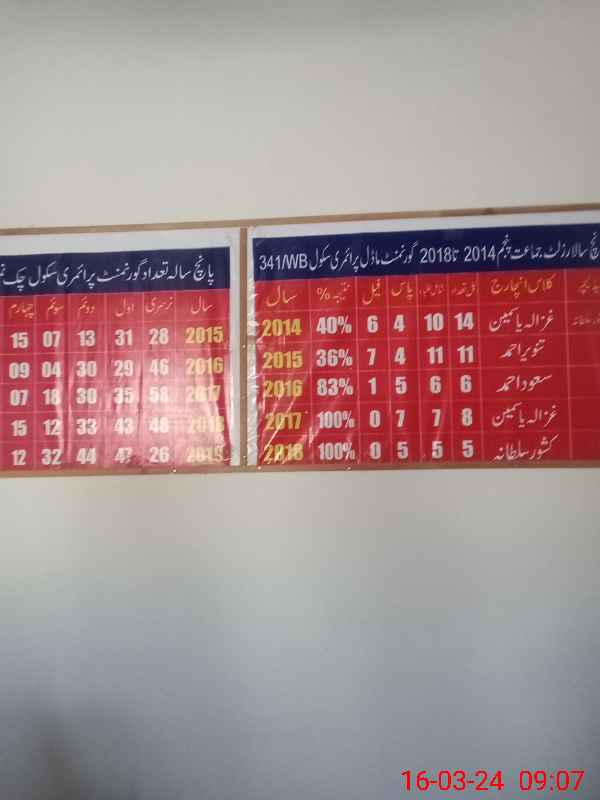 پانچ سالہ تعداد گورنمنٹ پرائمری سکول چک
سال نرسری اول دوئم سوئم چہارم
2015 28 31 13 07 15
2016 46 29 30 04 09
2017 58 35 30 18 07
2018 48 43 33 12 15
2019 26 44 32 12
سالارزلٹ جماعت پنجم 2014 تا 2018 گورنمنٹ ماڈل پرائمری سکول 341/WB
کلاس انچارج کل تعداد پاس فیل نتیجہ % سال
غزالہ یاسمین 14 10 4 6 40% 2014
تنویر احمد 11 11 4 7 36% 2015
سعود احمد 6 6 5 1 83% 2016
غزالہ یاسمین 8 7 7 0 100% 2017
کشور سلطانہ 5 5 5 0 100% 2018
16-03-24 09:07